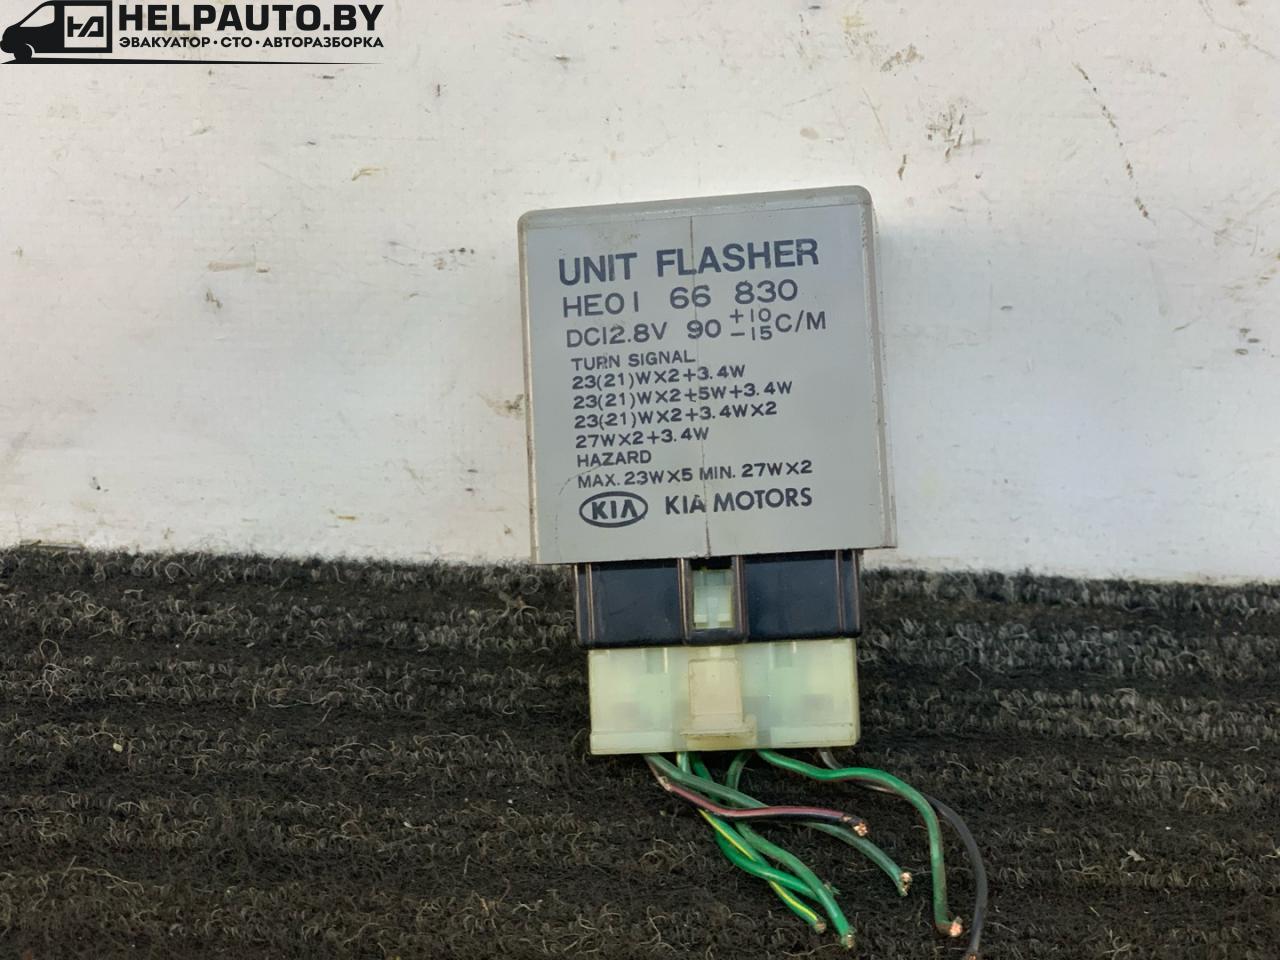 HELPAUTO.BY
ЭВАКУАТОР·СТО·АВТОРАЗБОРКА
UNIT FLASHER
HE01 66 830
DC12.8V 90 +10 -15 C/M
TURN SIGNAL
23(21)W×2+3.4W
23(21)W×2+5W+3.4W
23(21)W×2+3.4W×2
27W×2+3.4W
HAZARD
MAX. 23W×5 MIN. 27W×2
KIA KIA MOTORS